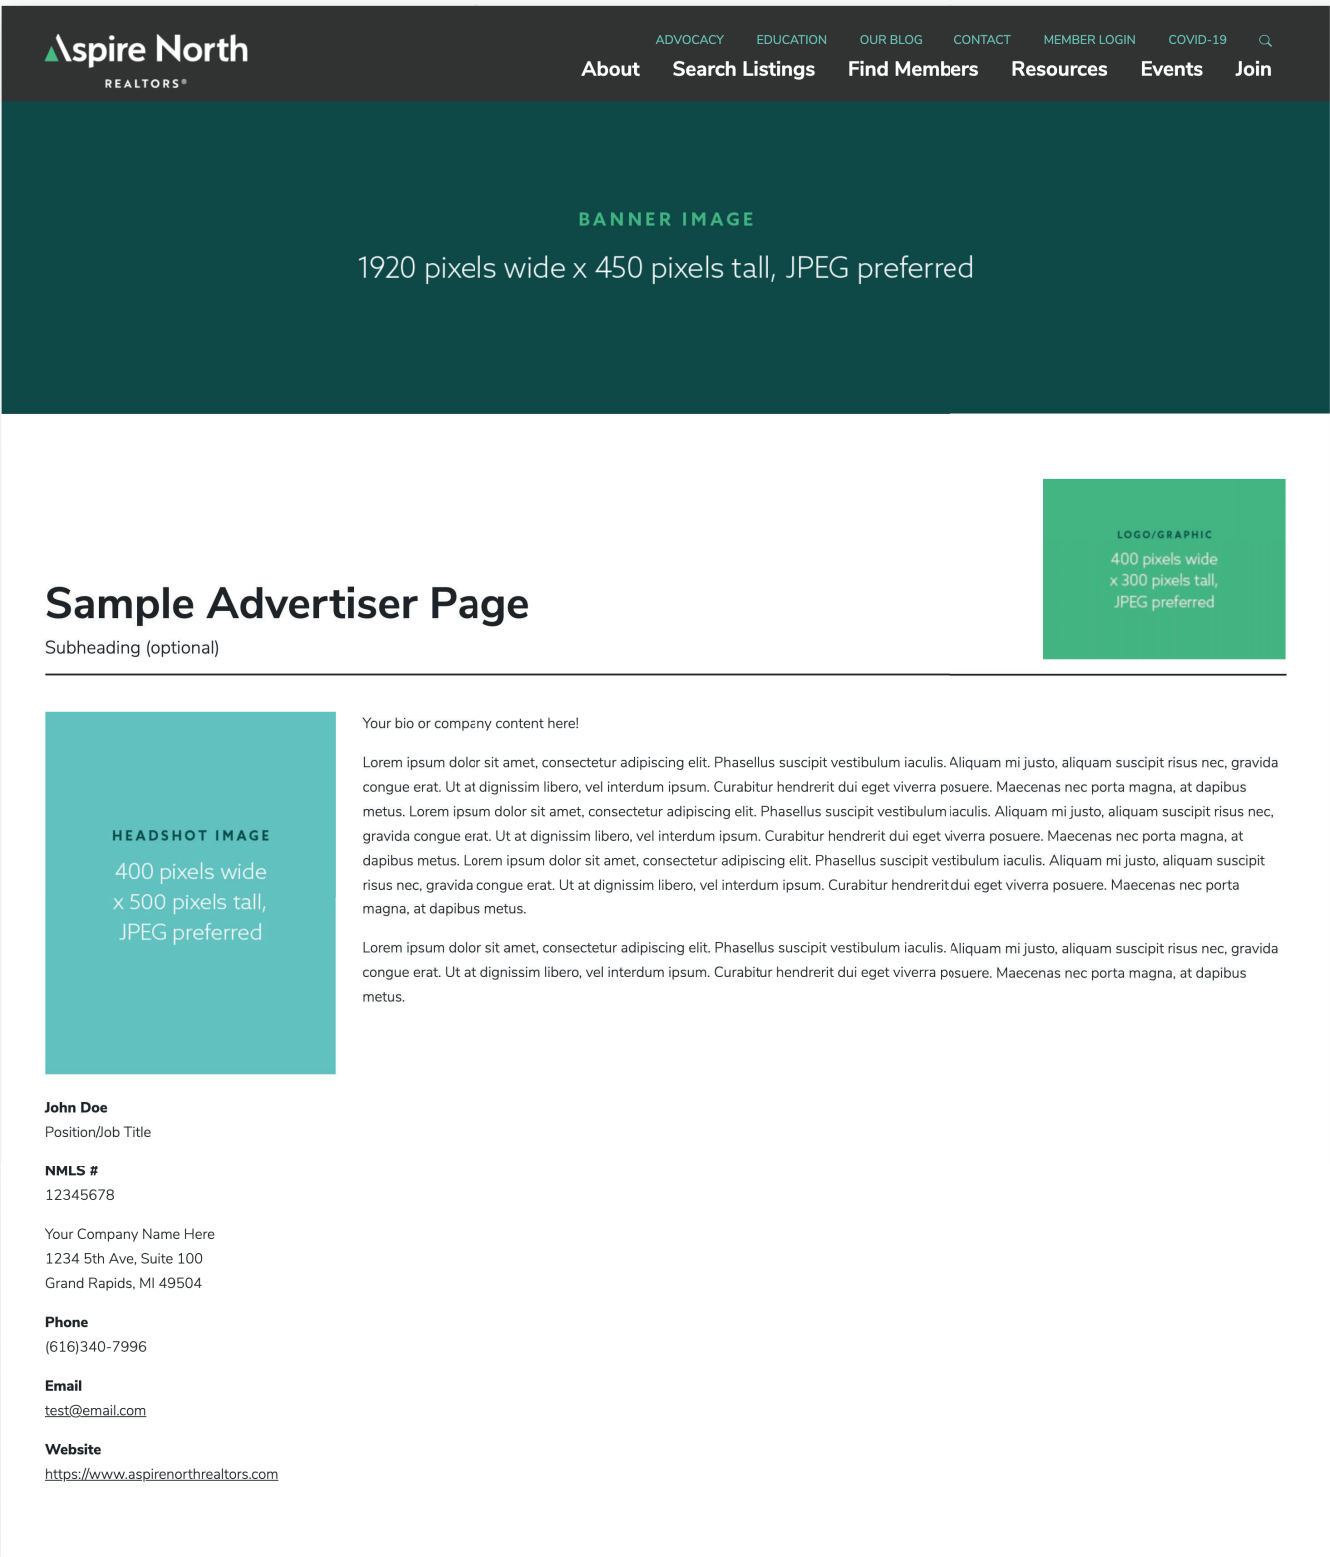 Aspire North
REALTORS®
ADVOCACY EDUCATION OUR BLOG CONTACT MEMBER LOGIN COVID-19
About Search Listings Find Members Resources Events Join
BANNER IMAGE
1920 pixels wide x 450 pixels tall, JPEG preferred
LOGO/GRAPHIC
400 pixels wide
x 300 pixels tall,
JPEG preferred
Sample Advertiser Page
Subheading (optional)
HEADSHOT IMAGE
400 pixels wide
x 500 pixels tall,
JPEG preferred
Your bio or company content here!
Lorem ipsum dolor sit amet, consectetur adipiscing elit. Phasellus suscipit vestibulum iaculis. Aliquam mi justo, aliquam suscipit risus nec, gravida
congue erat. Ut at dignissim libero, vel interdum ipsum. Curabitur hendrerit dui eget viverra posuere. Maecenas nec porta magna, at dapibus
metus. Lorem ipsum dolor sit amet, consectetur adipiscing elit. Phasellus suscipit vestibulum iaculis. Aliquam mi justo, aliquam suscipit risus nec,
gravida congue erat. Ut at dignissim libero, vel interdum ipsum. Curabitur hendrerit dui eget viverra posuere. Maecenas nec porta magna, at
dapibus metus. Lorem ipsum dolor sit amet, consectetur adipiscing elit. Phasellus suscipit vestibulum iaculis. Aliquam mi justo, aliquam suscipit
risus nec, gravida congue erat. Ut at dignissim libero, vel interdum ipsum. Curabitur hendrerit dui eget viverra posuere. Maecenas nec porta
magna, at dapibus metus.
Lorem ipsum dolor sit amet, consectetur adipiscing elit. Phasellus suscipit vestibulum iaculis. Aliquam mi justo, aliquam suscipit risus nec, gravida
congue erat. Ut at dignissim libero, vel interdum ipsum. Curabitur hendrerit dui eget viverra posuere. Maecenas nec porta magna, at dapibus
metus.
John Doe
Position/Job Title
NMLS #
12345678
Your Company Name Here
1234 5th Ave, Suite 100
Grand Rapids, MI 49504
Phone
(616)340-7996
Email
test@email.com
Website
https://www.aspirenorthrealtors.com